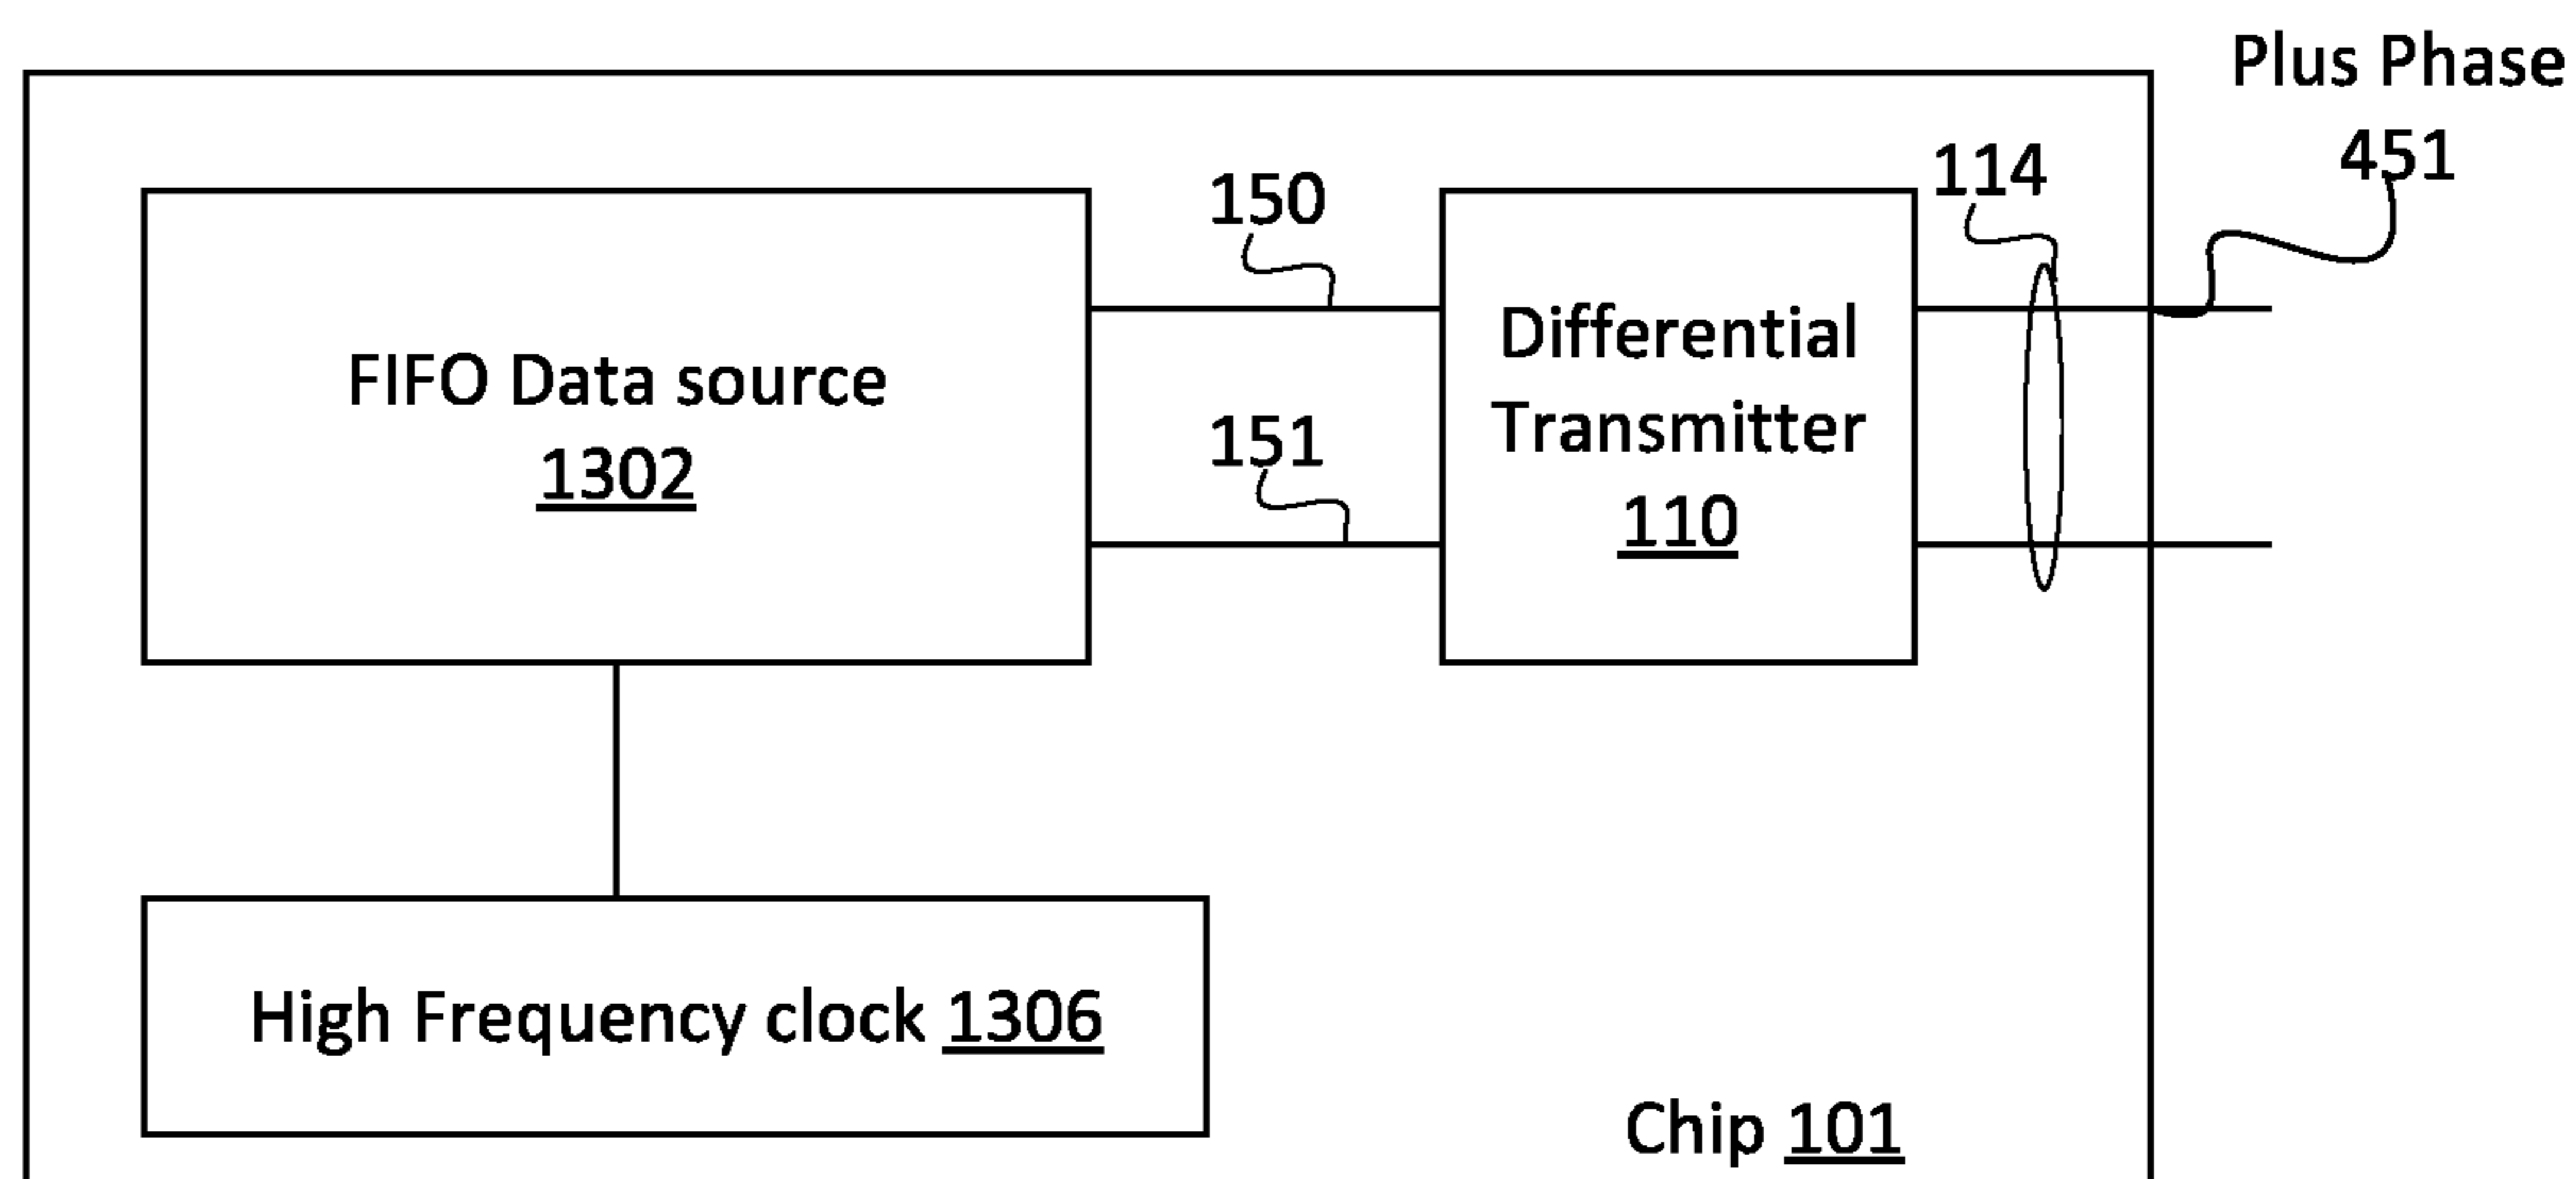 Plus Phase
451
114
150
FIFO Data source
1302
Differential
Transmitter
110
151
High Frequency clock 1306
Chip 101